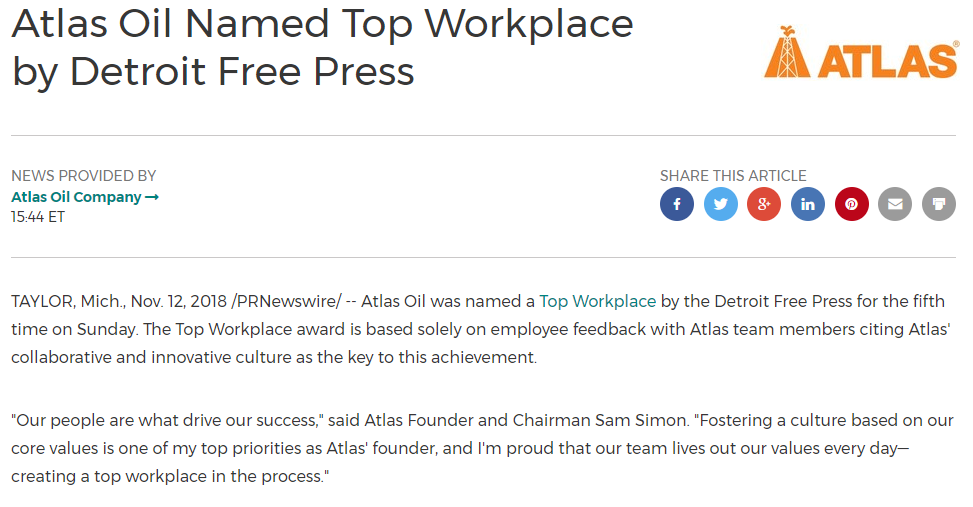 Atlas Oil Named Top Workplace
by Detroit Free Press
ATLAS®
NEWS PROVIDED BY
Atlas Oil Company →
15:44 ET
SHARE THIS ARTICLE
f
g+
in
TAYLOR, Mich., Nov. 12, 2018 /PRNewswire/ -- Atlas Oil was named a Top Workplace by the Detroit Free Press for the fifth
time on Sunday. The Top Workplace award is based solely on employee feedback with Atlas team members citing Atlas'
collaborative and innovative culture as the key to this achievement.
"Our people are what drive our success," said Atlas Founder and Chairman Sam Simon. "Fostering a culture based on our
core values is one of my top priorities as Atlas' founder, and I'm proud that our team lives out our values every day—
creating a top workplace in the process."